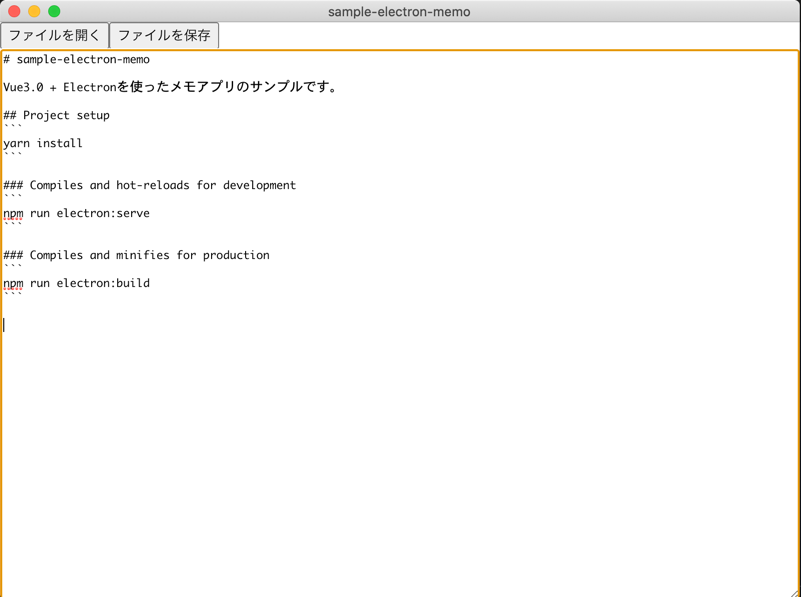 sample-electron-memo
ファイルを開く ファイルを保存
# sample-electron-memo
Vue3.0 + Electronを使ったメモアプリのサンプルです。
## Project setup
```
yarn install
```
### Compiles and hot-reloads for development
```
npm run electron:serve
```
### Compiles and minifies for production
```
npm run electron:build
```